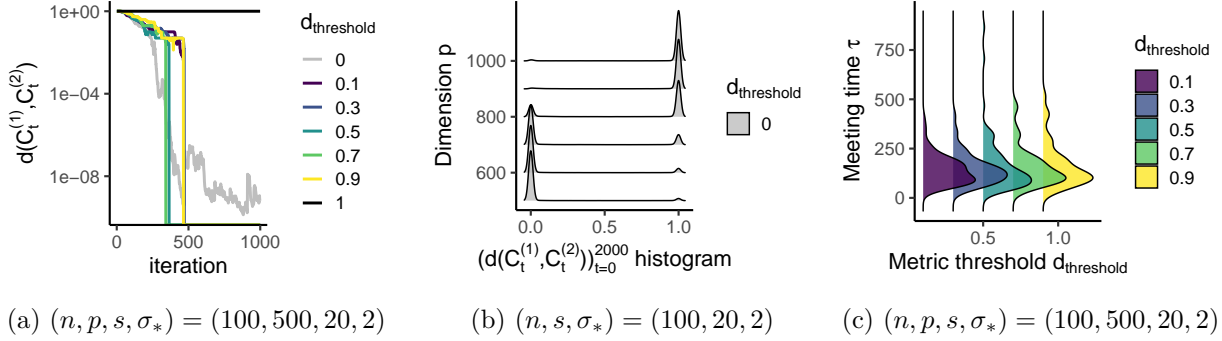 1e+00
1e−04
1e−08
d(C_t^(1),C_t^(2))
0
500
1000
iteration
d_threshold
0
0.1
0.3
0.5
0.7
0.9
1
Dimension p
1000
800
600
0.0
0.5
1.0
(d(C_t^(1),C_t^(2)))_{t=0}^{2000} histogram
d_threshold
0
Meeting time τ
750
500
250
0
0.5
1.0
Metric threshold d_threshold
d_threshold
0.1
0.3
0.5
0.7
0.9
(a) (n, p, s, σ_*) = (100, 500, 20, 2)
(b) (n, s, σ_*) = (100, 20, 2)
(c) (n, p, s, σ_*) = (100, 500, 20, 2)